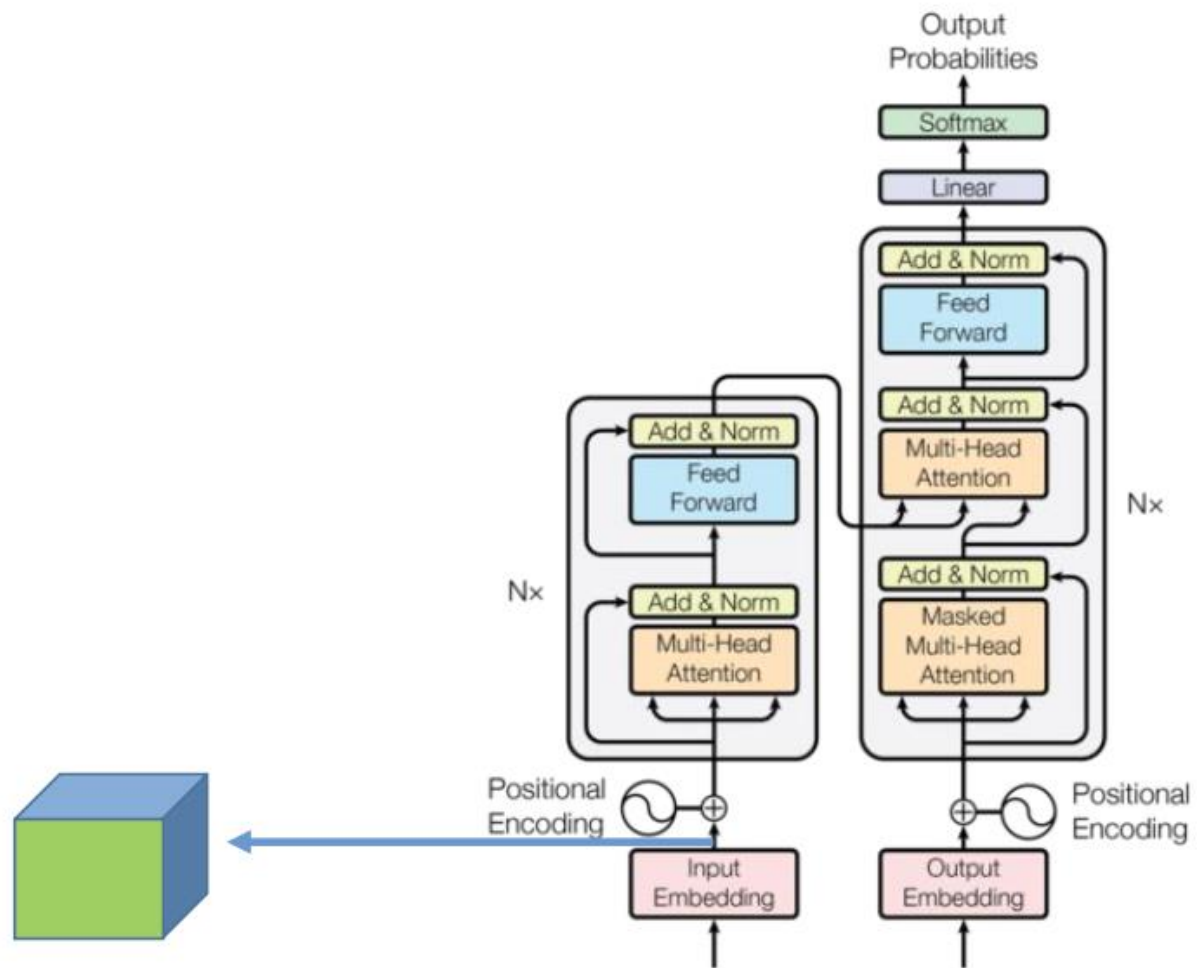 Output
Probabilities
Softmax
Linear
Add & Norm
Feed
Forward
Add & Norm
Multi-Head
Attention
Nx
Add & Norm
Masked
Multi-Head
Attention
Add & Norm
Feed
Forward
Nx
Add & Norm
Multi-Head
Attention
Positional
Encoding
Positional
Encoding
Input
Embedding
Output
Embedding